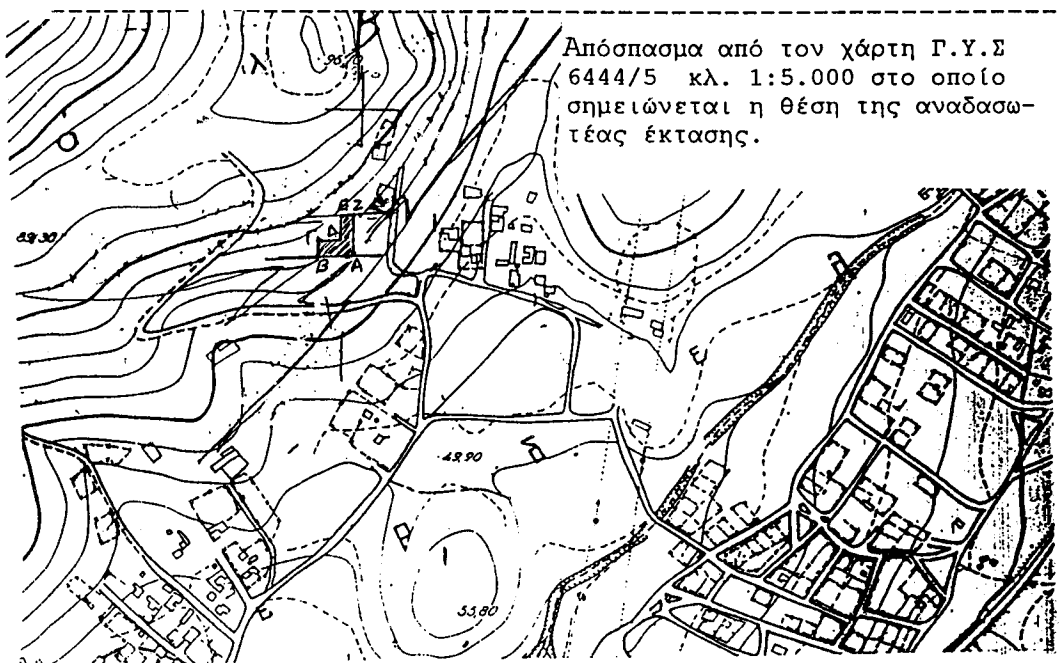 Απόσπασμα από τον χάρτη Γ.Υ.Σ
6444/5 κλ. 1:5.000 στο οποίο
σημειώνεται η θέση της αναδασω-
τέας έκτασης.
λ
Ε Ζ
Γ Δ
Β Α
Ξ
49,90
Ρ
55,80